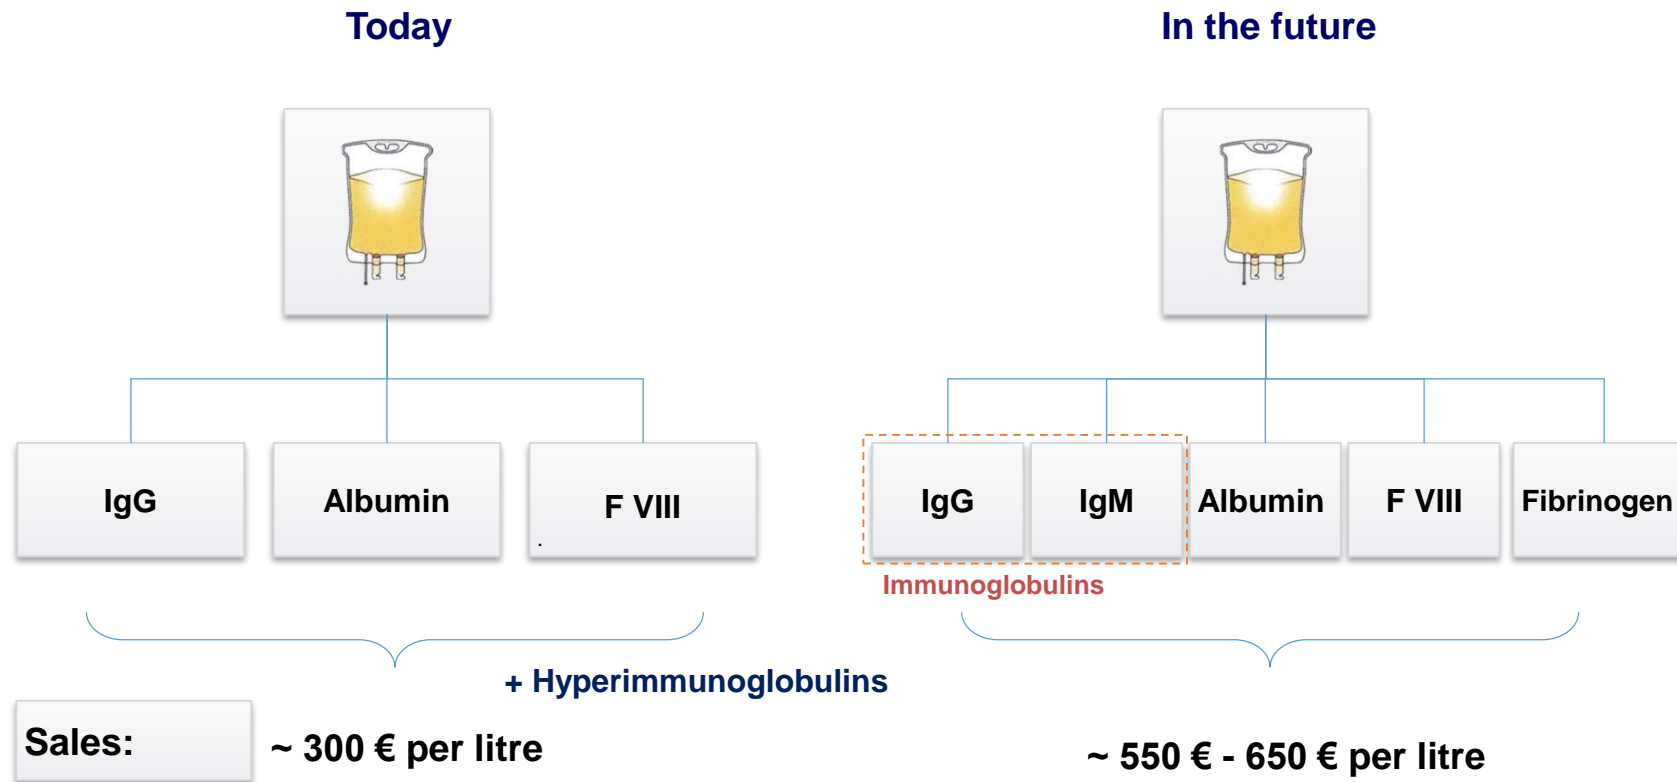 Today
In the future
IgG
Albumin
F VIII
.
IgG
IgM
Albumin
F VIII
Fibrinogen
Immunoglobulins
+ Hyperimmunoglobulins
Sales:
~ 300 € per litre
~ 550 € - 650 € per litre